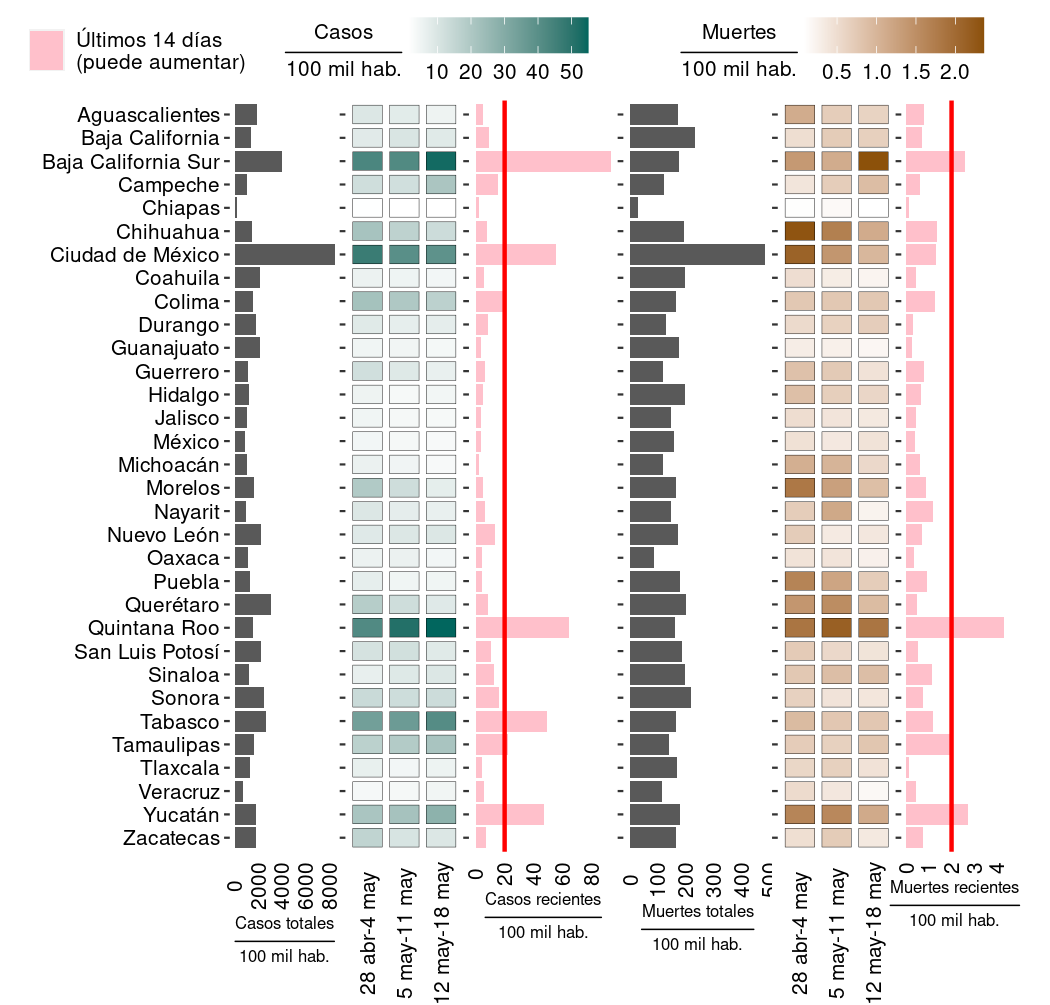 Últimos 14 días
(puede aumentar)
Casos
100 mil hab.
10 20 30 40 50
Muertes
100 mil hab.
0.5 1.0 1.5 2.0
Aguascalientes
Baja California
Baja California Sur
Campeche
Chiapas
Chihuahua
Ciudad de México
Coahuila
Colima
Durango
Guanajuato
Guerrero
Hidalgo
Jalisco
México
Michoacán
Morelos
Nayarit
Nuevo León
Oaxaca
Puebla
Querétaro
Quintana Roo
San Luis Potosí
Sinaloa
Sonora
Tabasco
Tamaulipas
Tlaxcala
Veracruz
Yucatán
Zacatecas
0 2000 4000 6000 8000
Casos totales
100 mil hab.
28 abr-4 may
5 may-11 may
12 may-18 may
0 20 40 60 80
Casos recientes
100 mil hab.
0 100 200 300 400 500
Muertes totales
100 mil hab.
28 abr-4 may
5 may-11 may
12 may-18 may
0 1 2 3 4
Muertes recientes
100 mil hab.